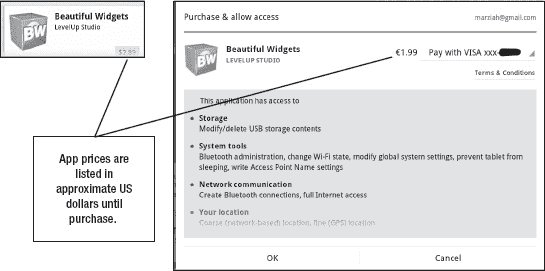 Beautiful Widgets
LevelUp Studio
BW
App prices are
listed in
approximate US
dollars until
purchase.
Purchase & allow access
marziah@gmail.com
BW
Beautiful Widgets
LEVELUP STUDIO
€1.99
Pay with VISA xxx-
Terms & Conditions
This application has access to
Storage
Modify/delete USB storage contents
System tools
Bluetooth administration, change Wi-Fi state, modify global system settings, prevent tablet from
sleeping, write Access Point Name settings
Network communication
Create Bluetooth connections, full Internet access
Your location
Coarse (network-based) location, fine (GPS) location
OK
Cancel